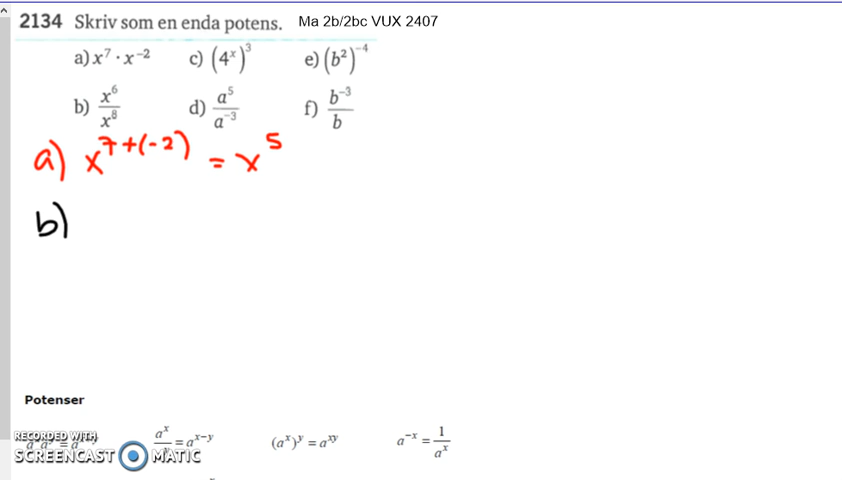 2134 Skriv som en enda potens. Ma 2b/2bc VUX 2407
a) x⁷ · x⁻² c) (4ˣ)³ e) (b²)⁻⁴
b) x⁶/x⁸ d) a⁵/a⁻³ f) b⁻³/b
a) x⁷⁺⁽⁻²⁾ = x⁵
b)
Potenser
aˣ/aʸ = aˣ⁻ʸ (aˣ)ʸ = aˣʸ a⁻ˣ = 1/aˣ
RECORDED WITH
SCREENCAST MATIC